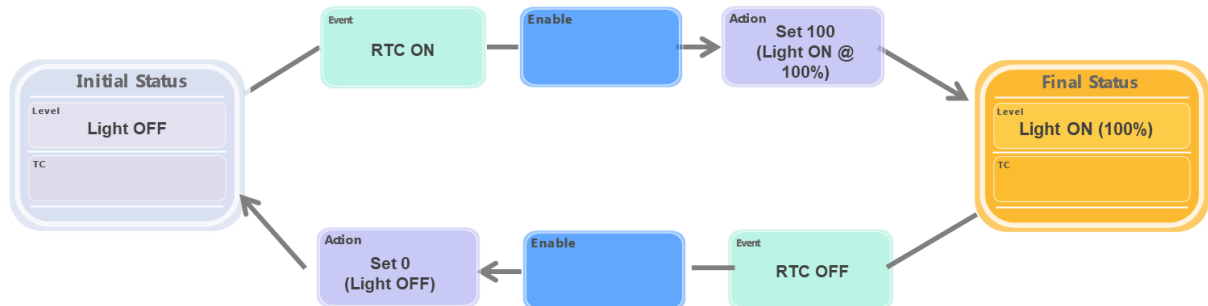 Event
RTC ON
Enable
Action
Set 100
(Light ON @
100%)
Initial Status
Level
Light OFF
TC
Final Status
Level
Light ON (100%)
TC
Action
Set 0
(Light OFF)
Enable
Event
RTC OFF